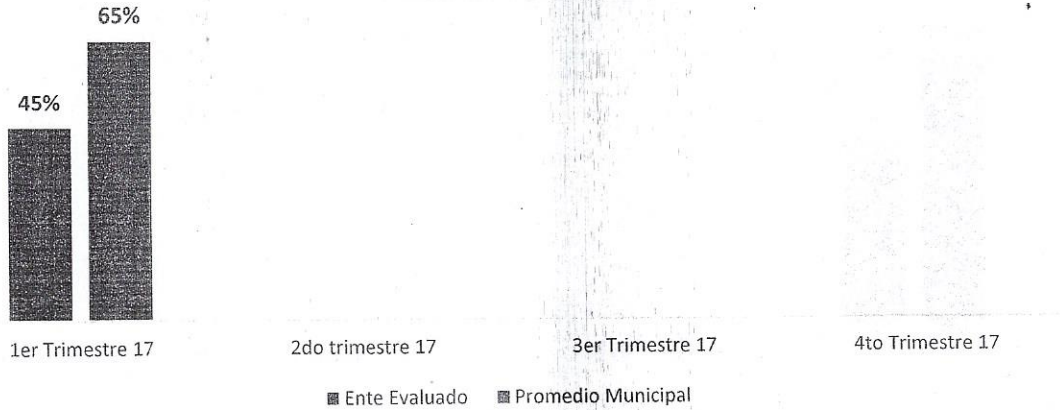 65%
45%
1er Trimestre 17
2do trimestre 17
3er Trimestre 17
4to Trimestre 17
Ente Evaluado
Promedio Municipal